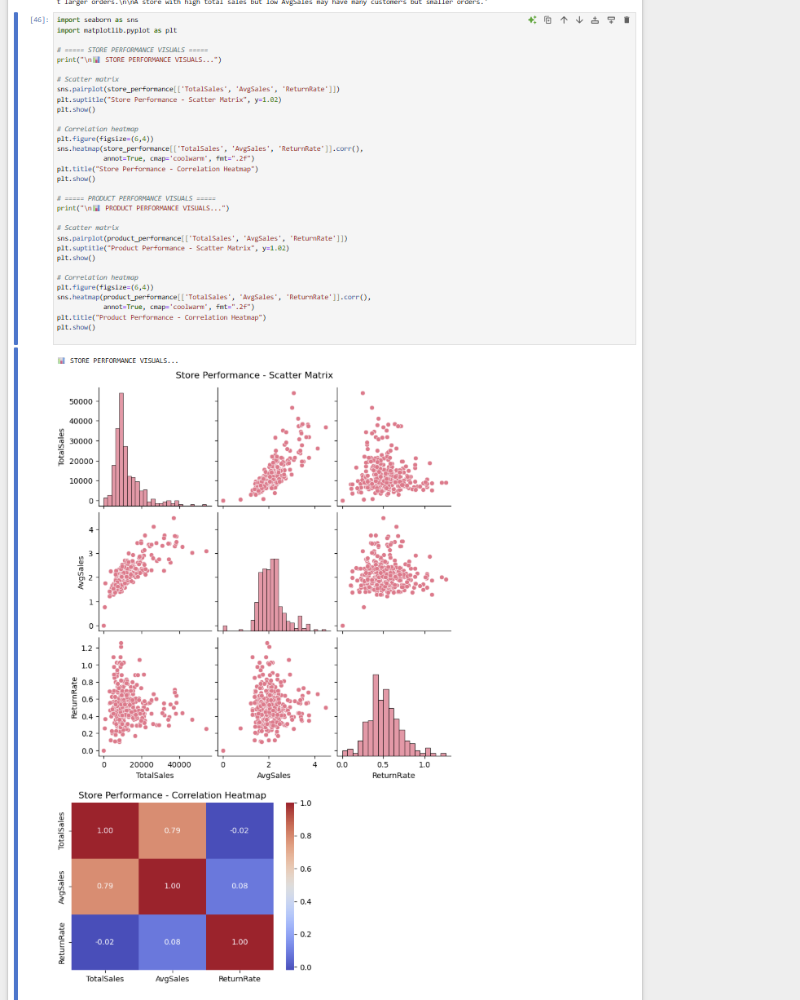 t larger orders.\n\nA store with high total sales but low AvgSales may have many customers but smaller orders.'
[46]:
import seaborn as sns
import matplotlib.pyplot as plt
# ===== STORE PERFORMANCE VISUALS =====
print("\n📊 STORE PERFORMANCE VISUALS...")
# Scatter matrix
sns.pairplot(store_performance[['TotalSales', 'AvgSales', 'ReturnRate']])
plt.suptitle("Store Performance - Scatter Matrix", y=1.02)
plt.show()
# Correlation heatmap
plt.figure(figsize=(6,4))
sns.heatmap(store_performance[['TotalSales', 'AvgSales', 'ReturnRate']].corr(),
annot=True, cmap='coolwarm', fmt=".2f")
plt.title("Store Performance - Correlation Heatmap")
plt.show()
# ===== PRODUCT PERFORMANCE VISUALS =====
print("\n📊 PRODUCT PERFORMANCE VISUALS...")
# Scatter matrix
sns.pairplot(product_performance[['TotalSales', 'AvgSales', 'ReturnRate']])
plt.suptitle("Product Performance - Scatter Matrix", y=1.02)
plt.show()
# Correlation heatmap
plt.figure(figsize=(6,4))
sns.heatmap(product_performance[['TotalSales', 'AvgSales', 'ReturnRate']].corr(),
annot=True, cmap='coolwarm', fmt=".2f")
plt.title("Product Performance - Correlation Heatmap")
plt.show()
📊 STORE PERFORMANCE VISUALS...
Store Performance - Scatter Matrix
TotalSales
50000
40000
30000
20000
10000
0
AvgSales
4
3
2
1
0
ReturnRate
1.2
1.0
0.8
0.6
0.4
0.2
0.0
0 20000 40000
0 2 4
0.0 0.5 1.0
TotalSales
AvgSales
ReturnRate
Store Performance - Correlation Heatmap
TotalSales
1.00 0.79 -0.02
AvgSales
0.79 1.00 0.08
ReturnRate
-0.02 0.08 1.00
TotalSales AvgSales ReturnRate
1.0
0.8
0.6
0.4
0.2
0.0